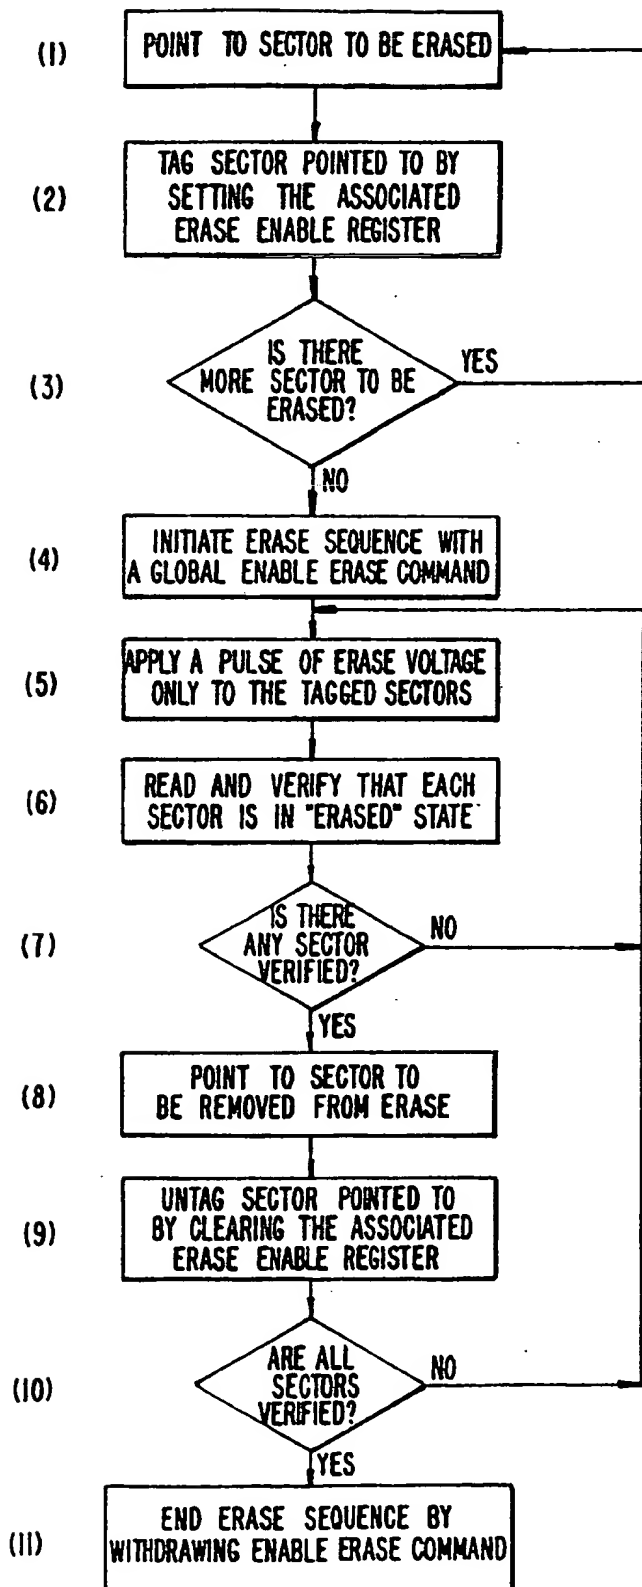 (1)
POINT TO SECTOR TO BE ERASED
(2)
TAG SECTOR POINTED TO BY
SETTING THE ASSOCIATED
ERASE ENABLE REGISTER
(3)
IS THERE
MORE SECTOR TO BE
ERASED?
YES
NO
(4)
INITIATE ERASE SEQUENCE WITH
A GLOBAL ENABLE ERASE COMMAND
(5)
APPLY A PULSE OF ERASE VOLTAGE
ONLY TO THE TAGGED SECTORS
(6)
READ AND VERIFY THAT EACH
SECTOR IS IN "ERASED" STATE
(7)
IS THERE
ANY SECTOR
VERIFIED?
NO
YES
(8)
POINT TO SECTOR TO
BE REMOVED FROM ERASE
(9)
UNTAG SECTOR POINTED TO
BY CLEARING THE ASSOCIATED
ERASE ENABLE REGISTER
(10)
ARE ALL
SECTORS
VERIFIED?
NO
YES
(11)
END ERASE SEQUENCE BY
WITHDRAWING ENABLE ERASE COMMAND